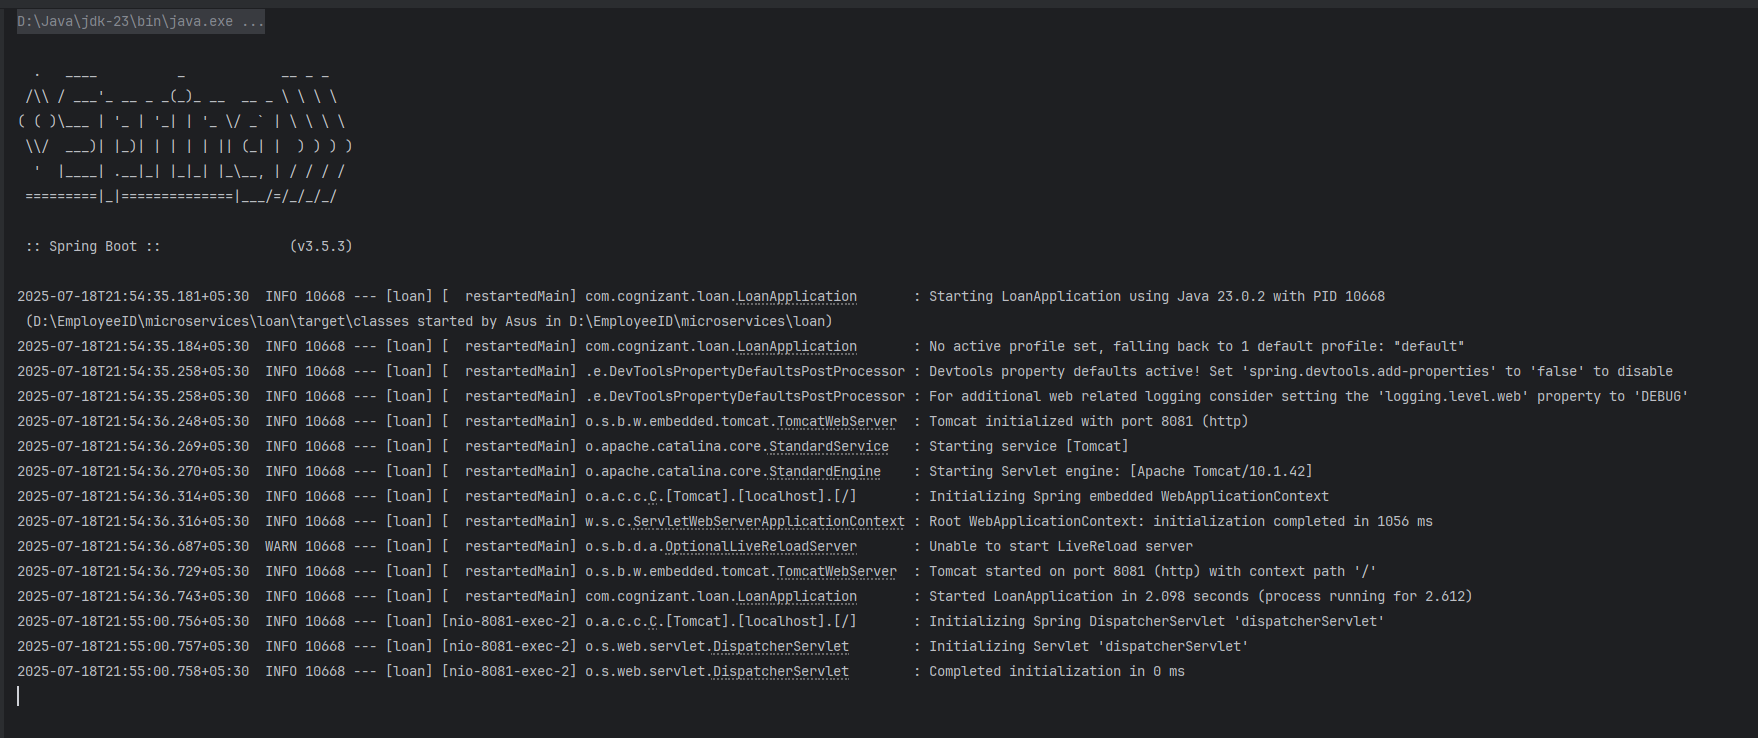 D:\Java\jdk-23\bin\java.exe ...
  .   ____          _            __ _ _
 /\\ / ___'_ __ _ _(_)_ __  __ _ \ \ \ \
( ( )\___ | '_ | '_| | '_ \/ _` | \ \ \ \
 \\/  ___)| |_)| | | | | || (_| |  ) ) ) )
  '  |____| .__|_| |_|_| |_\__, | / / / /
 =========|_|==============|___/=/_/_/_/
 :: Spring Boot ::                (v3.5.3)
2025-07-18T21:54:35.181+05:30  INFO 10668 --- [loan] [  restartedMain] com.cognizant.loan.LoanApplication       : Starting LoanApplication using Java 23.0.2 with PID 10668
 (D:\EmployeeID\microservices\loan\target\classes started by Asus in D:\EmployeeID\microservices\loan)
2025-07-18T21:54:35.184+05:30  INFO 10668 --- [loan] [  restartedMain] com.cognizant.loan.LoanApplication       : No active profile set, falling back to 1 default profile: "default"
2025-07-18T21:54:35.258+05:30  INFO 10668 --- [loan] [  restartedMain] .e.DevToolsPropertyDefaultsPostProcessor : Devtools property defaults active! Set 'spring.devtools.add-properties' to 'false' to disable
2025-07-18T21:54:35.258+05:30  INFO 10668 --- [loan] [  restartedMain] .e.DevToolsPropertyDefaultsPostProcessor : For additional web related logging consider setting the 'logging.level.web' property to 'DEBUG'
2025-07-18T21:54:36.248+05:30  INFO 10668 --- [loan] [  restartedMain] o.s.b.w.embedded.tomcat.TomcatWebServer  : Tomcat initialized with port 8081 (http)
2025-07-18T21:54:36.269+05:30  INFO 10668 --- [loan] [  restartedMain] o.apache.catalina.core.StandardService   : Starting service [Tomcat]
2025-07-18T21:54:36.270+05:30  INFO 10668 --- [loan] [  restartedMain] o.apache.catalina.core.StandardEngine    : Starting Servlet engine: [Apache Tomcat/10.1.42]
2025-07-18T21:54:36.314+05:30  INFO 10668 --- [loan] [  restartedMain] o.a.c.c.C.[Tomcat].[localhost].[/]       : Initializing Spring embedded WebApplicationContext
2025-07-18T21:54:36.316+05:30  INFO 10668 --- [loan] [  restartedMain] w.s.c.ServletWebServerApplicationContext : Root WebApplicationContext: initialization completed in 1056 ms
2025-07-18T21:54:36.687+05:30  WARN 10668 --- [loan] [  restartedMain] o.s.b.d.a.OptionalLiveReloadServer       : Unable to start LiveReload server
2025-07-18T21:54:36.729+05:30  INFO 10668 --- [loan] [  restartedMain] o.s.b.w.embedded.tomcat.TomcatWebServer  : Tomcat started on port 8081 (http) with context path '/'
2025-07-18T21:54:36.743+05:30  INFO 10668 --- [loan] [  restartedMain] com.cognizant.loan.LoanApplication       : Started LoanApplication in 2.098 seconds (process running for 2.612)
2025-07-18T21:55:00.756+05:30  INFO 10668 --- [loan] [nio-8081-exec-2] o.a.c.c.C.[Tomcat].[localhost].[/]       : Initializing Spring DispatcherServlet 'dispatcherServlet'
2025-07-18T21:55:00.757+05:30  INFO 10668 --- [loan] [nio-8081-exec-2] o.s.web.servlet.DispatcherServlet        : Initializing Servlet 'dispatcherServlet'
2025-07-18T21:55:00.758+05:30  INFO 10668 --- [loan] [nio-8081-exec-2] o.s.web.servlet.DispatcherServlet        : Completed initialization in 0 ms